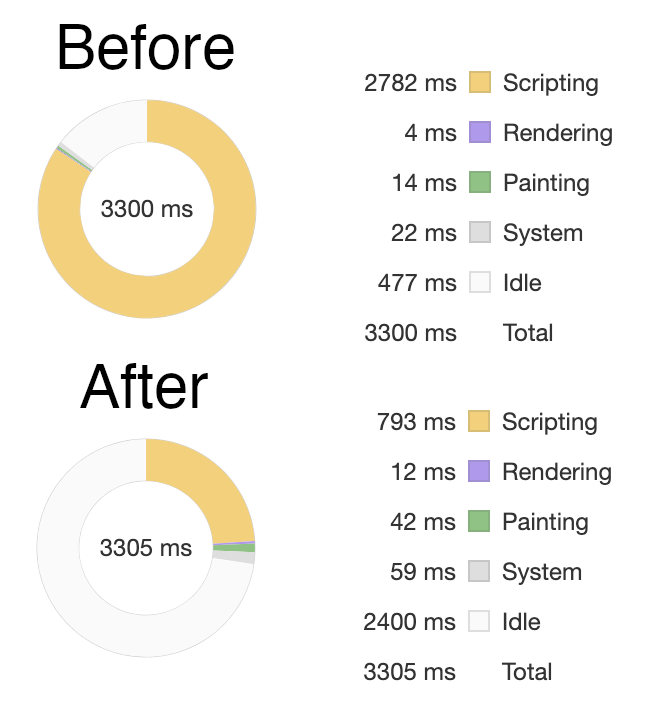 Before
3300 ms
2782 ms Scripting
4 ms Rendering
14 ms Painting
22 ms System
477 ms Idle
3300 ms Total
After
3305 ms
793 ms Scripting
12 ms Rendering
42 ms Painting
59 ms System
2400 ms Idle
3305 ms Total